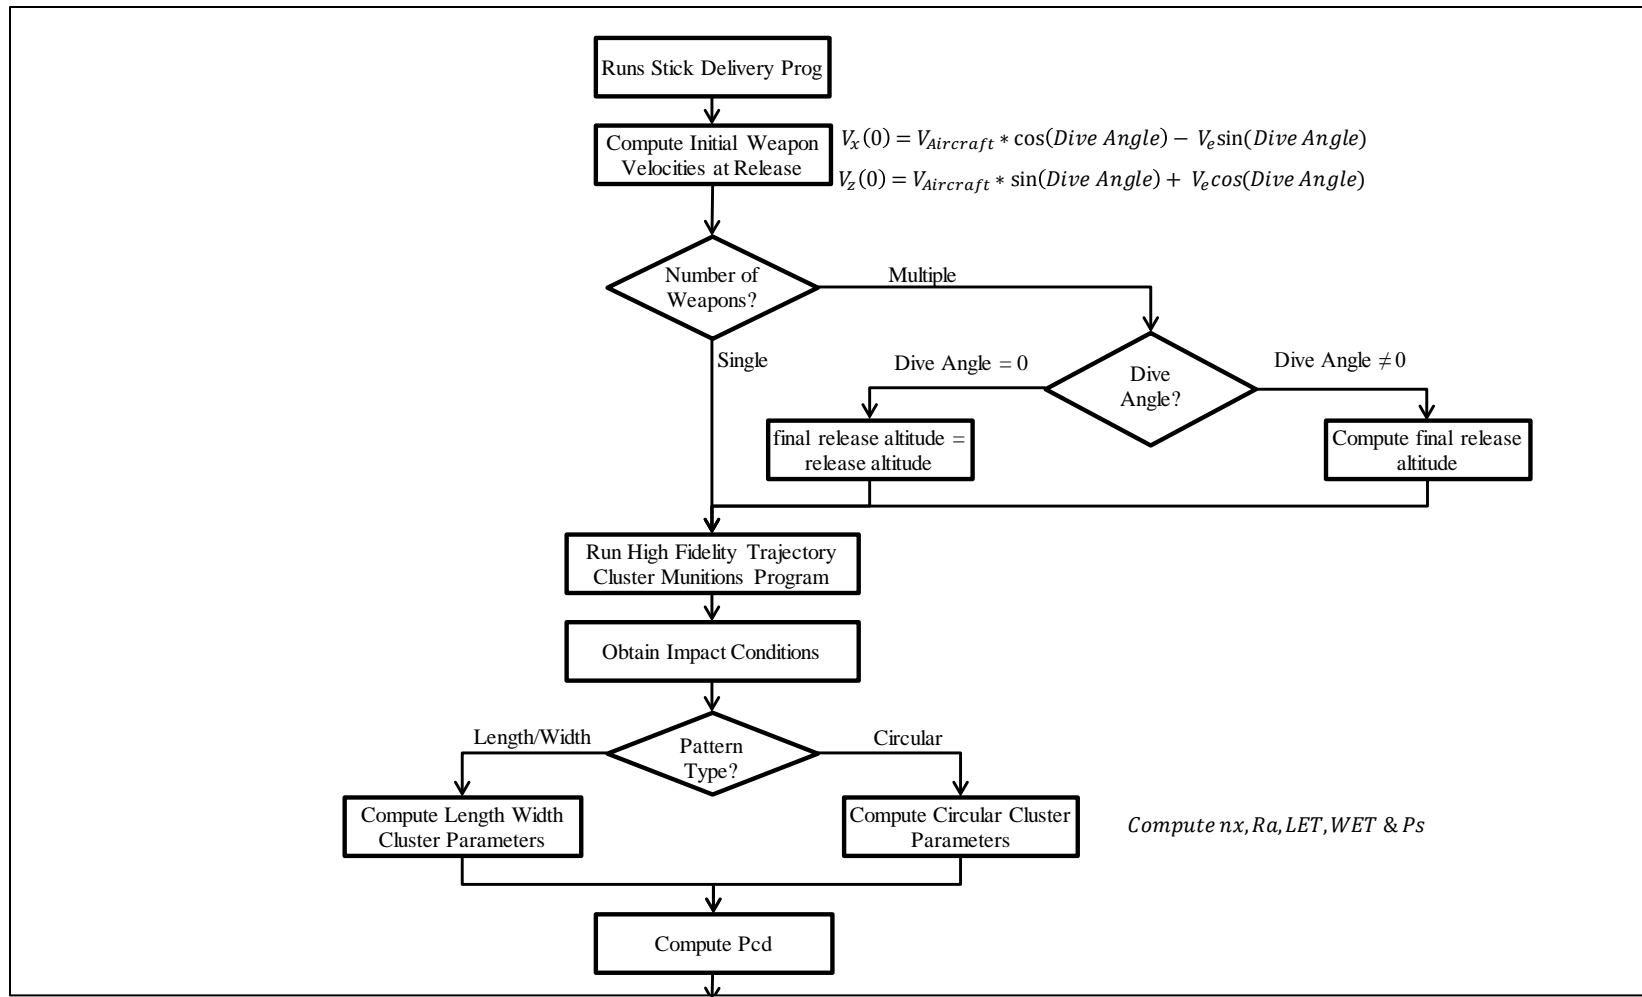 Runs Stick Delivery Prog
Compute Initial Weapon
Velocities at Release
V_x(0) = V_Aircraft * cos(Dive Angle) − V_e sin(Dive Angle)
V_z(0) = V_Aircraft * sin(Dive Angle) + V_e cos(Dive Angle)
Number of
Weapons?
Multiple
Single
Dive Angle = 0
Dive
Angle?
Dive Angle ≠ 0
final release altitude =
release altitude
Compute final release
altitude
Run High Fidelity Trajectory
Cluster Munitions Program
Obtain Impact Conditions
Length/Width
Pattern
Type?
Circular
Compute Length Width
Cluster Parameters
Compute Circular Cluster
Parameters
Compute nx, Ra, LET, WET & Ps
Compute Pcd